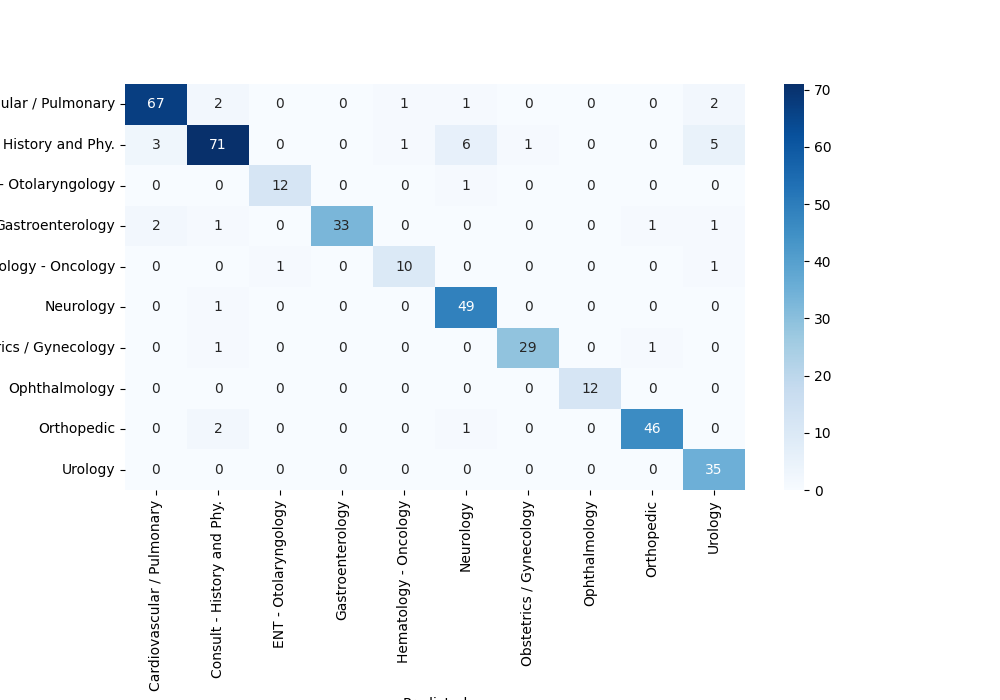 ular / Pulmonary 67 2 0 0 1 1 0 0 0 2
History and Phy. 3 71 0 0 1 6 1 0 0 5
- Otolaryngology 0 0 12 0 0 1 0 0 0 0
Gastroenterology 2 1 0 33 0 0 0 0 1 1
ology - Oncology 0 0 1 0 10 0 0 0 0 1
Neurology 0 1 0 0 0 49 0 0 0 0
rics / Gynecology 0 1 0 0 0 0 29 0 1 0
Ophthalmology 0 0 0 0 0 0 0 12 0 0
Orthopedic 0 2 0 0 0 1 0 0 46 0
Urology 0 0 0 0 0 0 0 0 0 35
Cardiovascular / Pulmonary
Consult - History and Phy.
ENT - Otolaryngology
Gastroenterology
Hematology - Oncology
Neurology
Obstetrics / Gynecology
Ophthalmology
Orthopedic
Urology
70
60
50
40
30
20
10
0